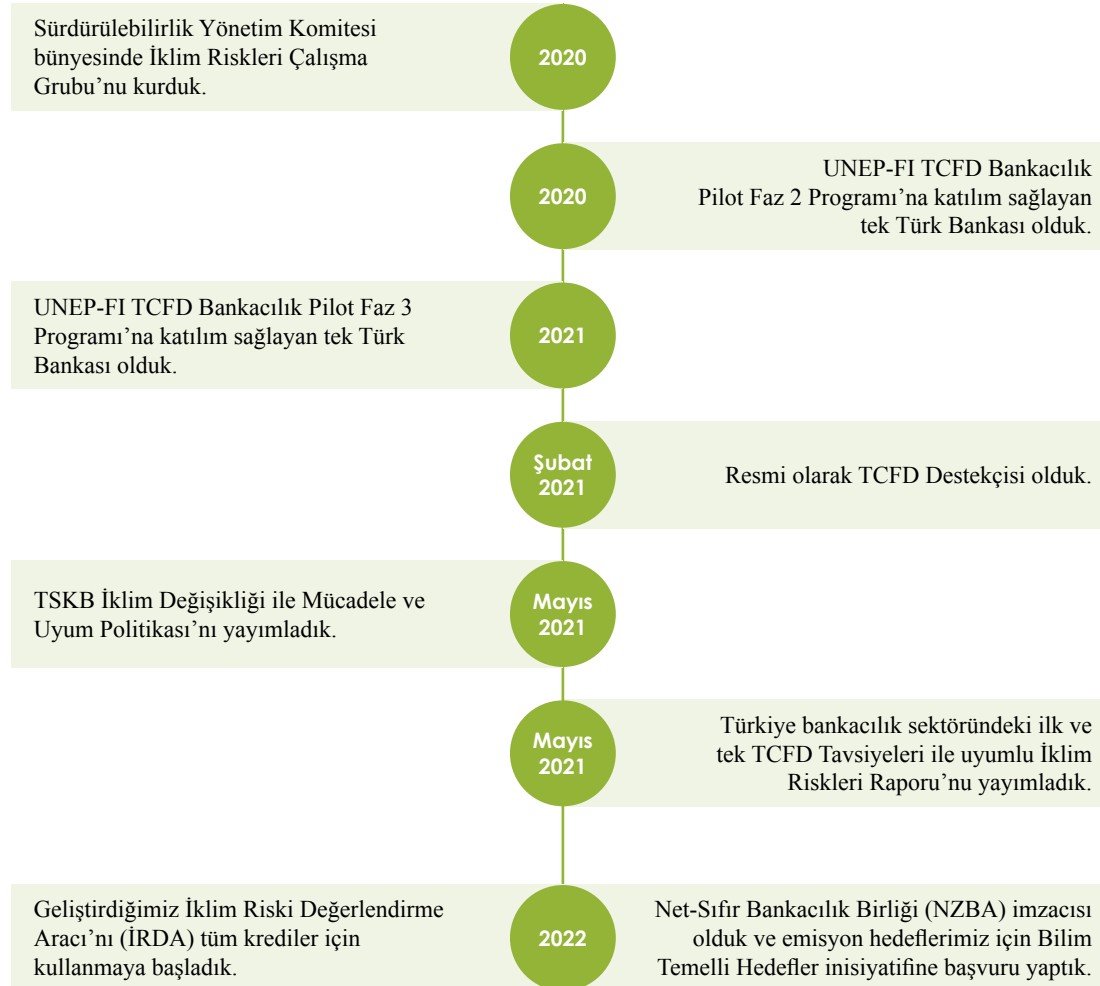 Sürdürülebilirlik Yönetim Komitesi
bünyesinde İklim Riskleri Çalışma
Grubu’nu kurduk.
2020
2020
UNEP-FI TCFD Bankacılık
Pilot Faz 2 Programı’na katılım sağlayan
tek Türk Bankası olduk.
UNEP-FI TCFD Bankacılık Pilot Faz 3
Programı’na katılım sağlayan tek Türk
Bankası olduk.
2021
Şubat
2021
Resmi olarak TCFD Destekçisi olduk.
TSKB İklim Değişikliği ile Mücadele ve
Uyum Politikası’nı yayımladık.
Mayıs
2021
Mayıs
2021
Türkiye bankacılık sektöründeki ilk ve
tek TCFD Tavsiyeleri ile uyumlu İklim
Riskleri Raporu’nu yayımladık.
Geliştirdiğimiz İklim Riski Değerlendirme
Aracı’nı (İRDA) tüm krediler için
kullanmaya başladık.
2022
Net-Sıfır Bankacılık Birliği (NZBA) imzacısı
olduk ve emisyon hedeflerimiz için Bilim
Temelli Hedefler inisiyatifine başvuru yaptık.